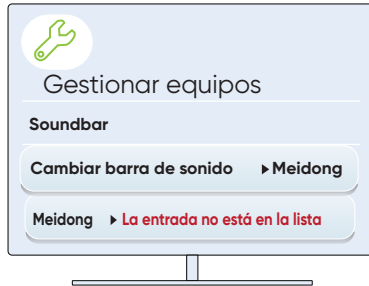 Gestionar equipos
Soundbar
Cambiar barra de sonido ▸ Meidong
Meidong ▸ La entrada no está en la lista